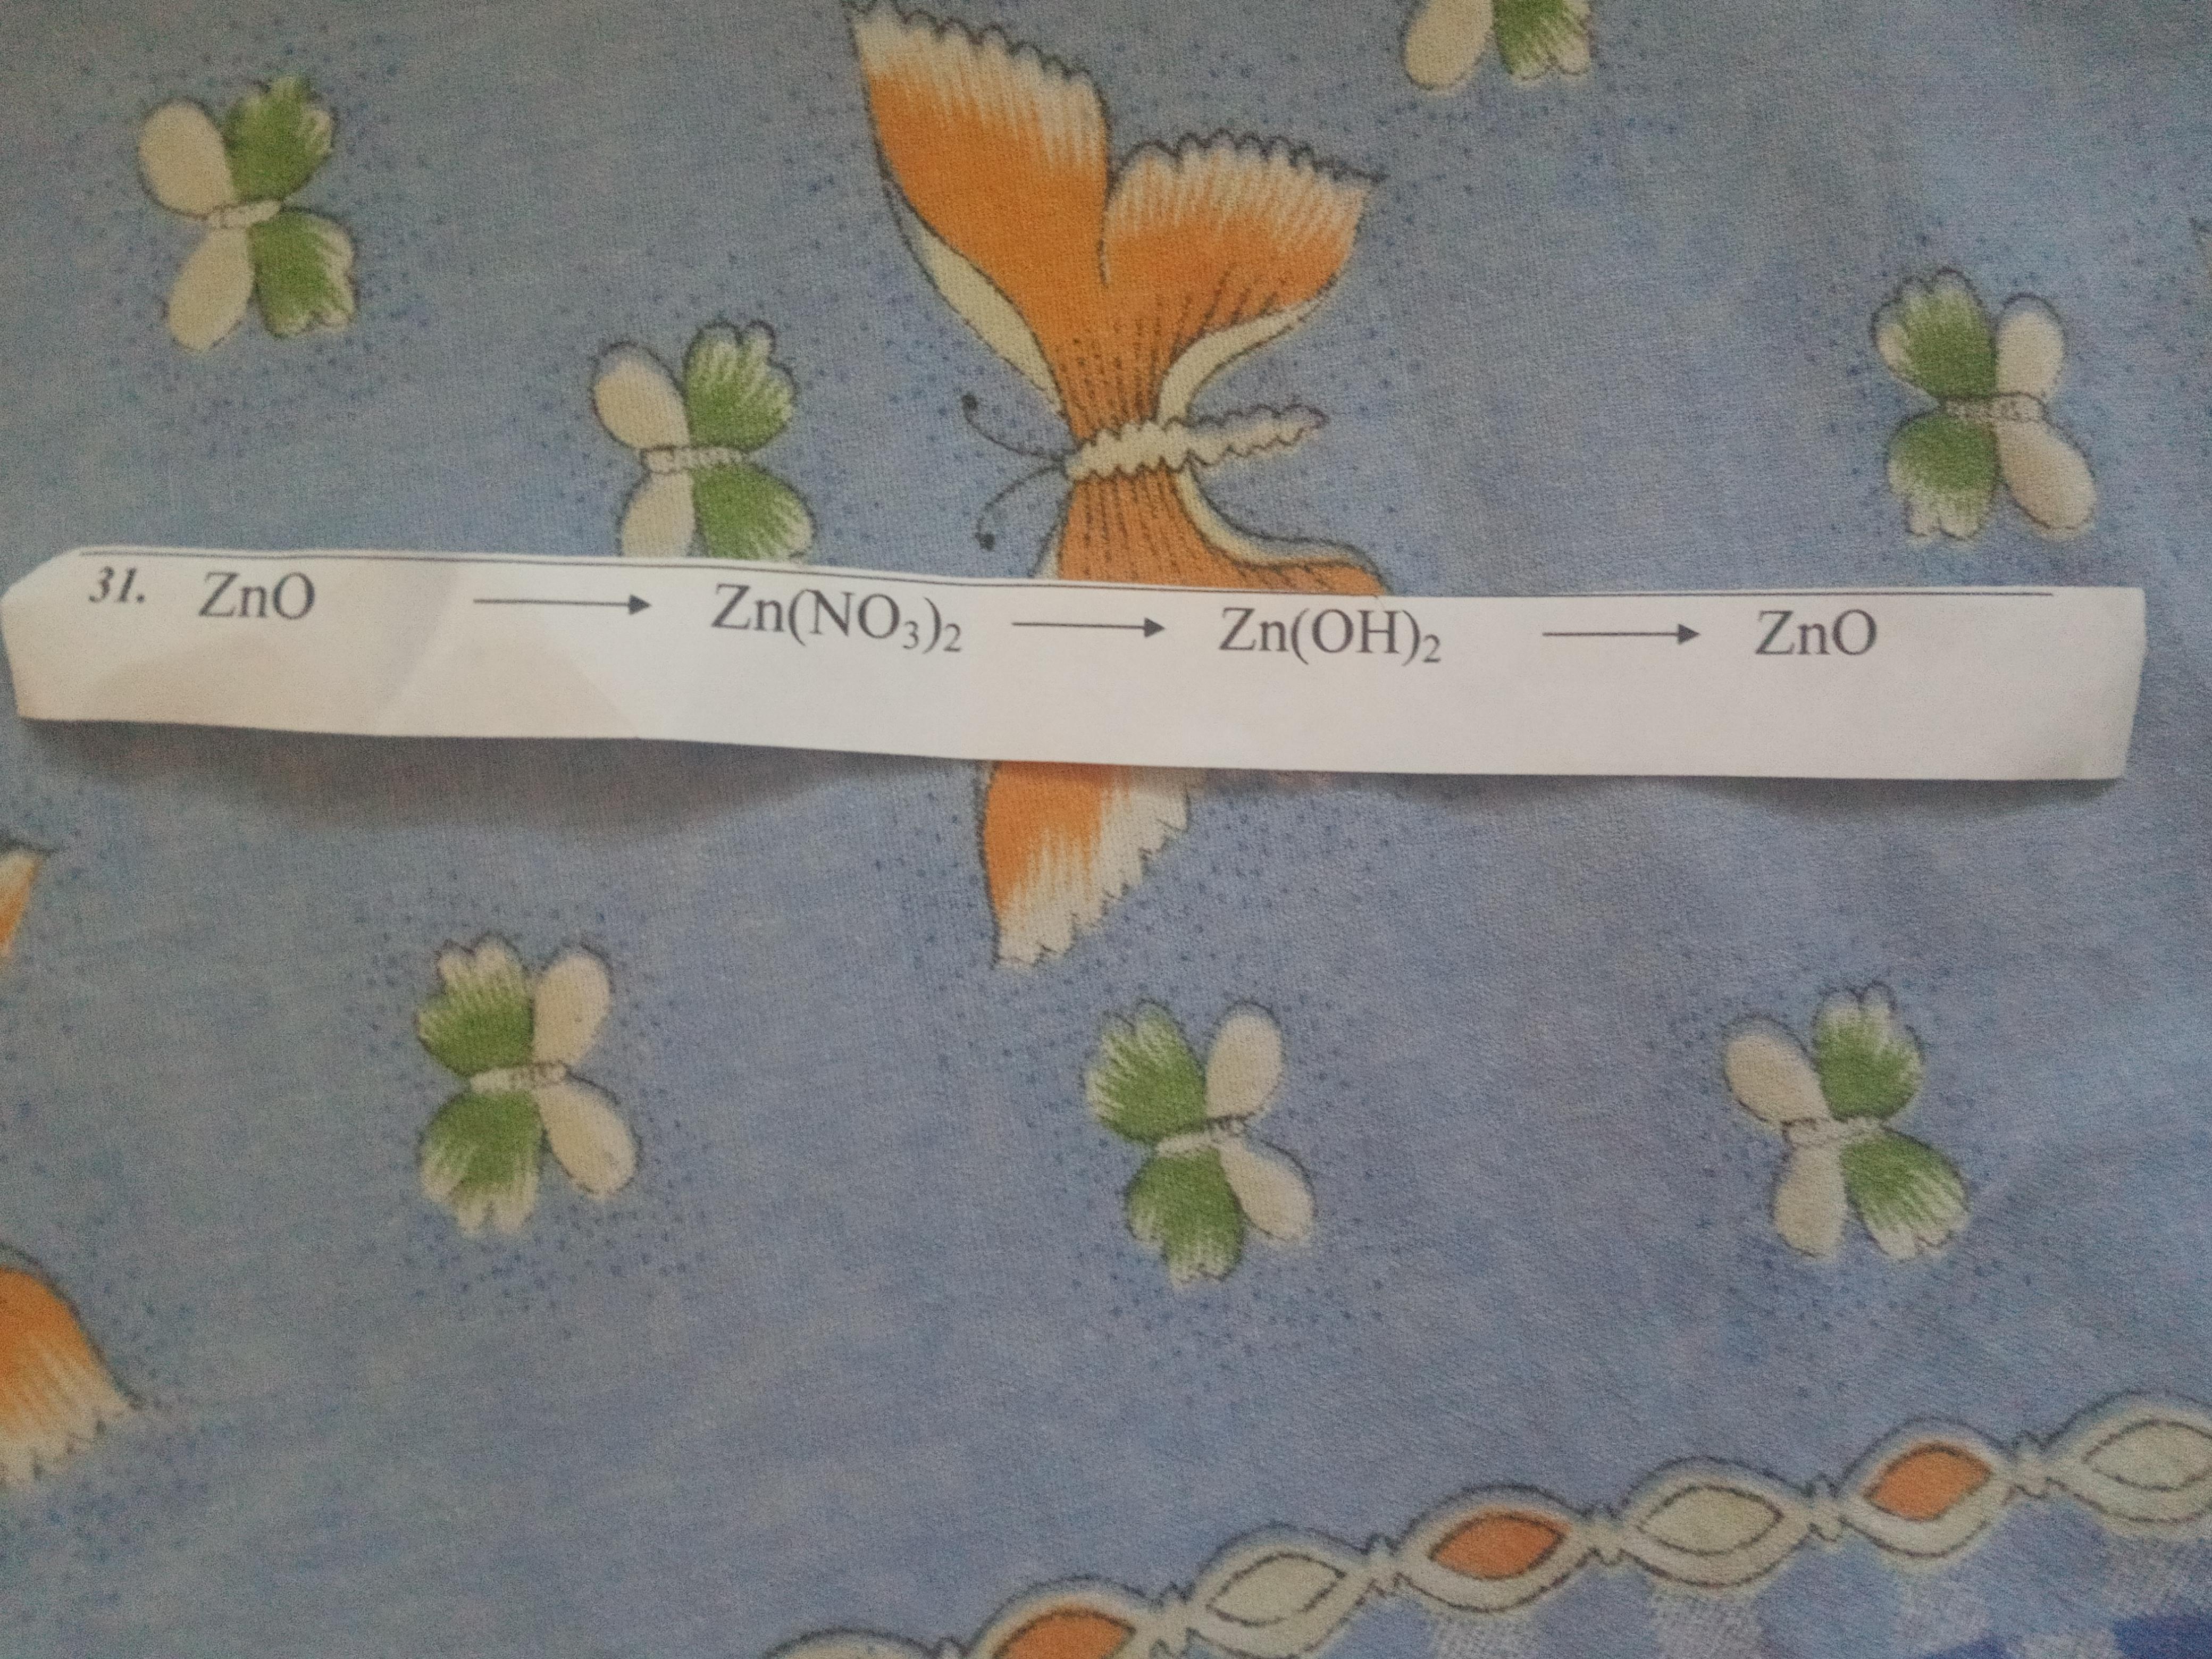 31. ZnO ⟶ Zn(NO₃)₂ ⟶ Zn(OH)₂ ⟶ ZnO